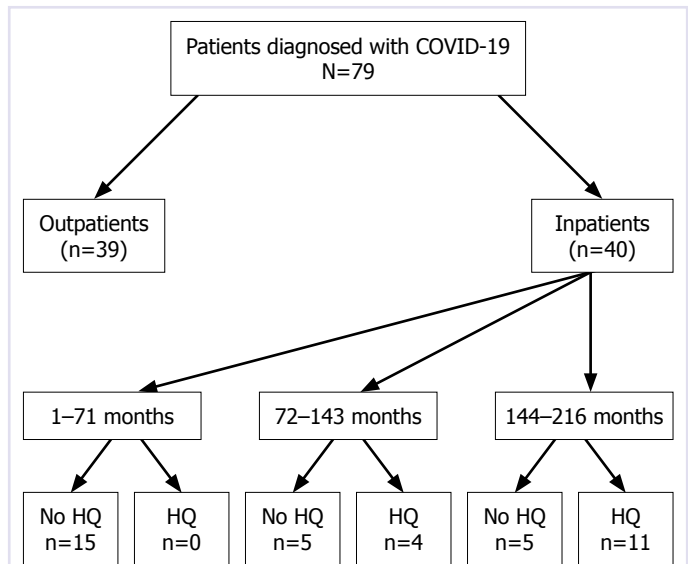 Patients diagnosed with COVID-19
N=79
Outpatients
(n=39)
Inpatients
(n=40)
1–71 months
72–143 months
144–216 months
No HQ
n=15
HQ
n=0
No HQ
n=5
HQ
n=4
No HQ
n=5
HQ
n=11